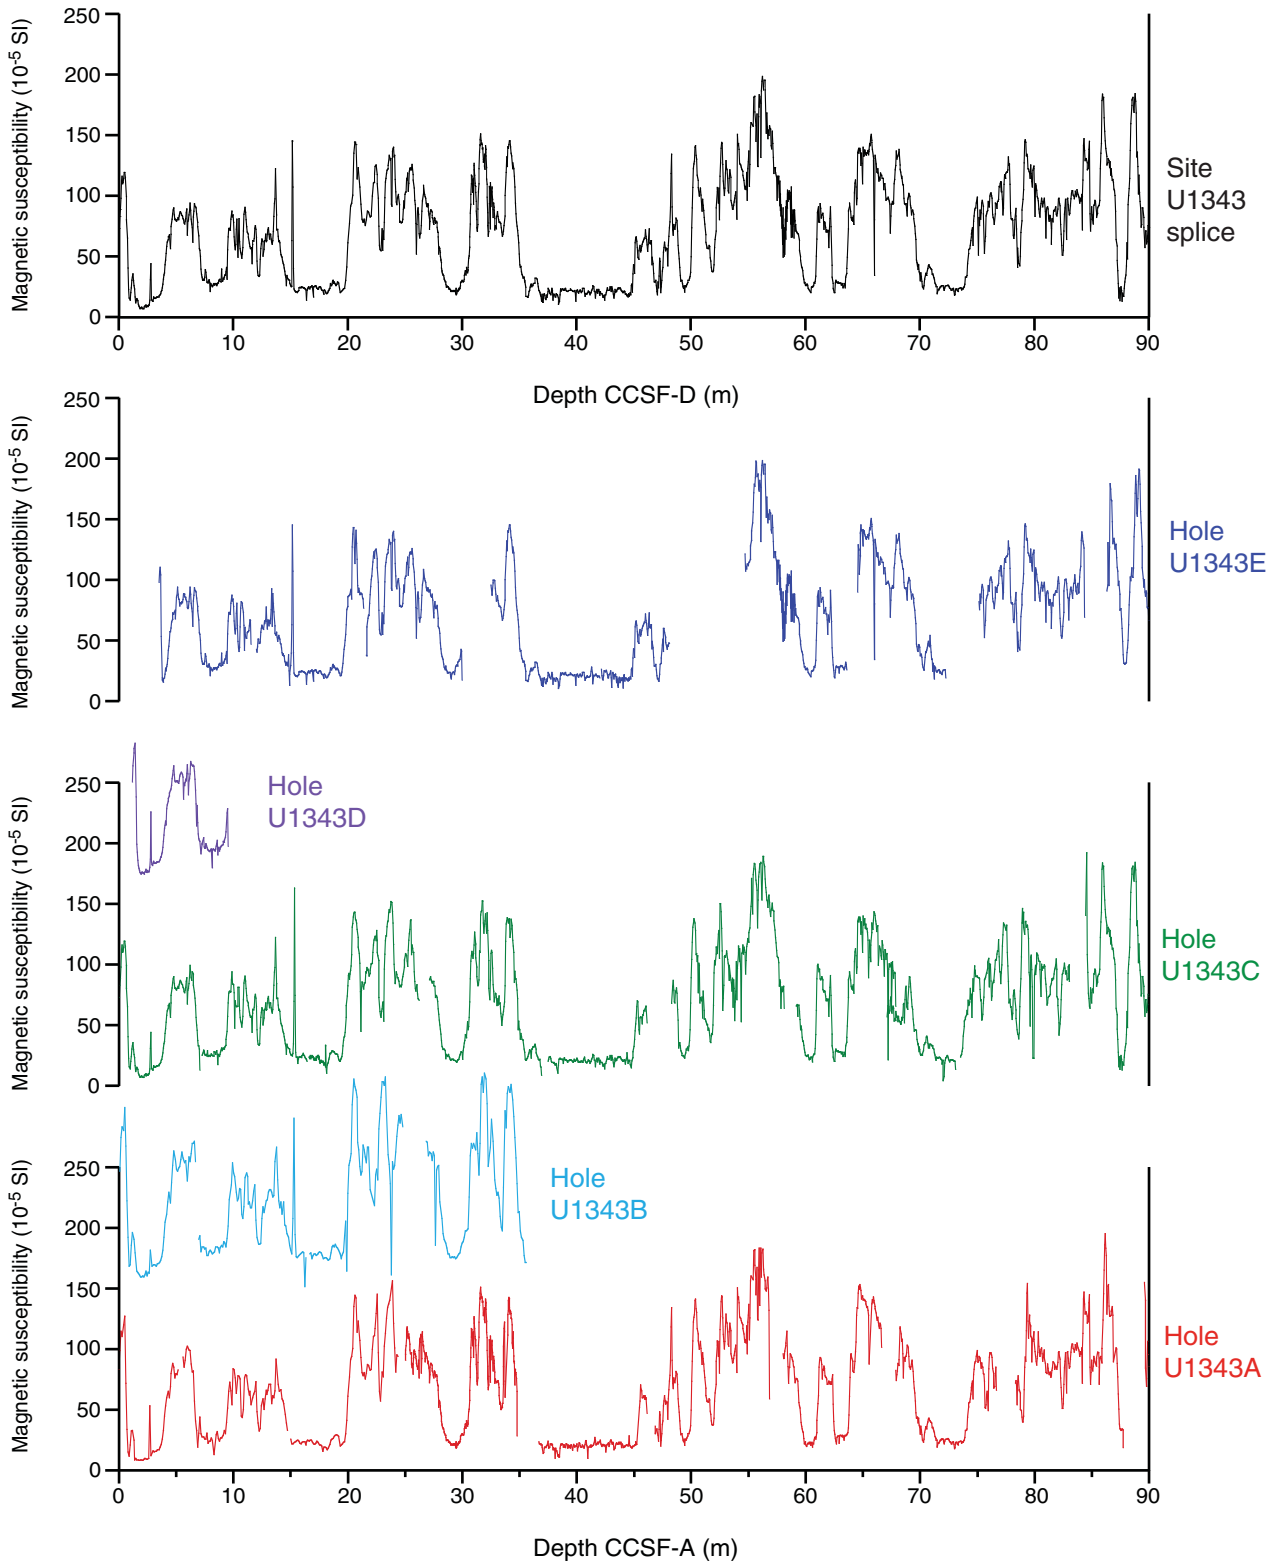 Magnetic susceptibility (10-5 SI)
250
200
150
100
50
0
0 10 20 30 40 50 60 70 80 90
Depth CCSF-D (m)
Site
U1343
splice
Magnetic susceptibility (10-5 SI)
250
200
150
100
50
0
Hole
U1343E
Hole
U1343D
Magnetic susceptibility (10-5 SI)
250
200
150
100
50
0
Hole
U1343C
Hole
U1343B
Magnetic susceptibility (10-5 SI)
250
200
150
100
50
0
Hole
U1343A
0 10 20 30 40 50 60 70 80 90
Depth CCSF-A (m)